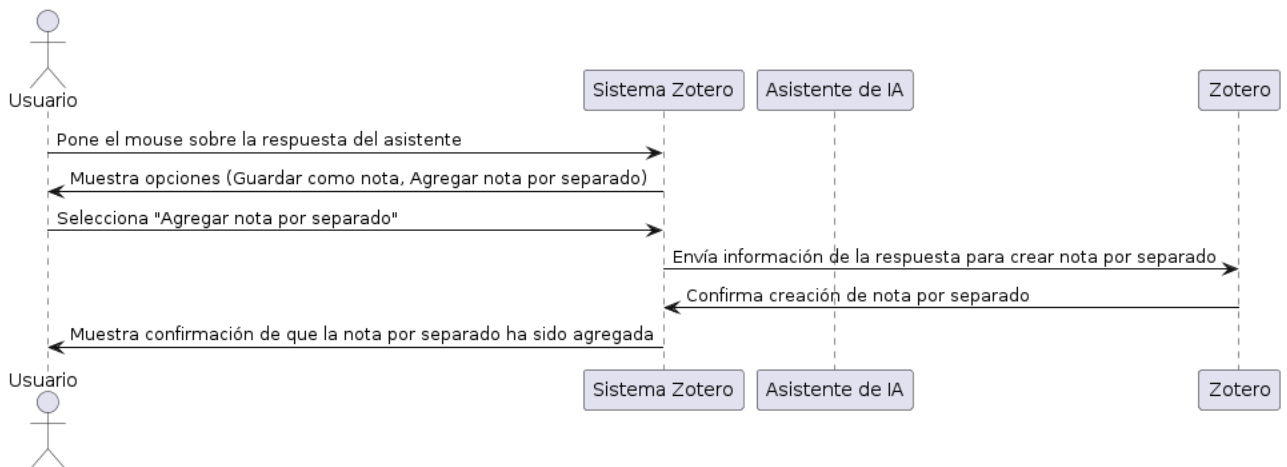 Usuario
Sistema Zotero
Asistente de IA
Zotero
Pone el mouse sobre la respuesta del asistente
Muestra opciones (Guardar como nota, Agregar nota por separado)
Selecciona "Agregar nota por separado"
Envía información de la respuesta para crear nota por separado
Confirma creación de nota por separado
Muestra confirmación de que la nota por separado ha sido agregada
Usuario
Sistema Zotero
Asistente de IA
Zotero